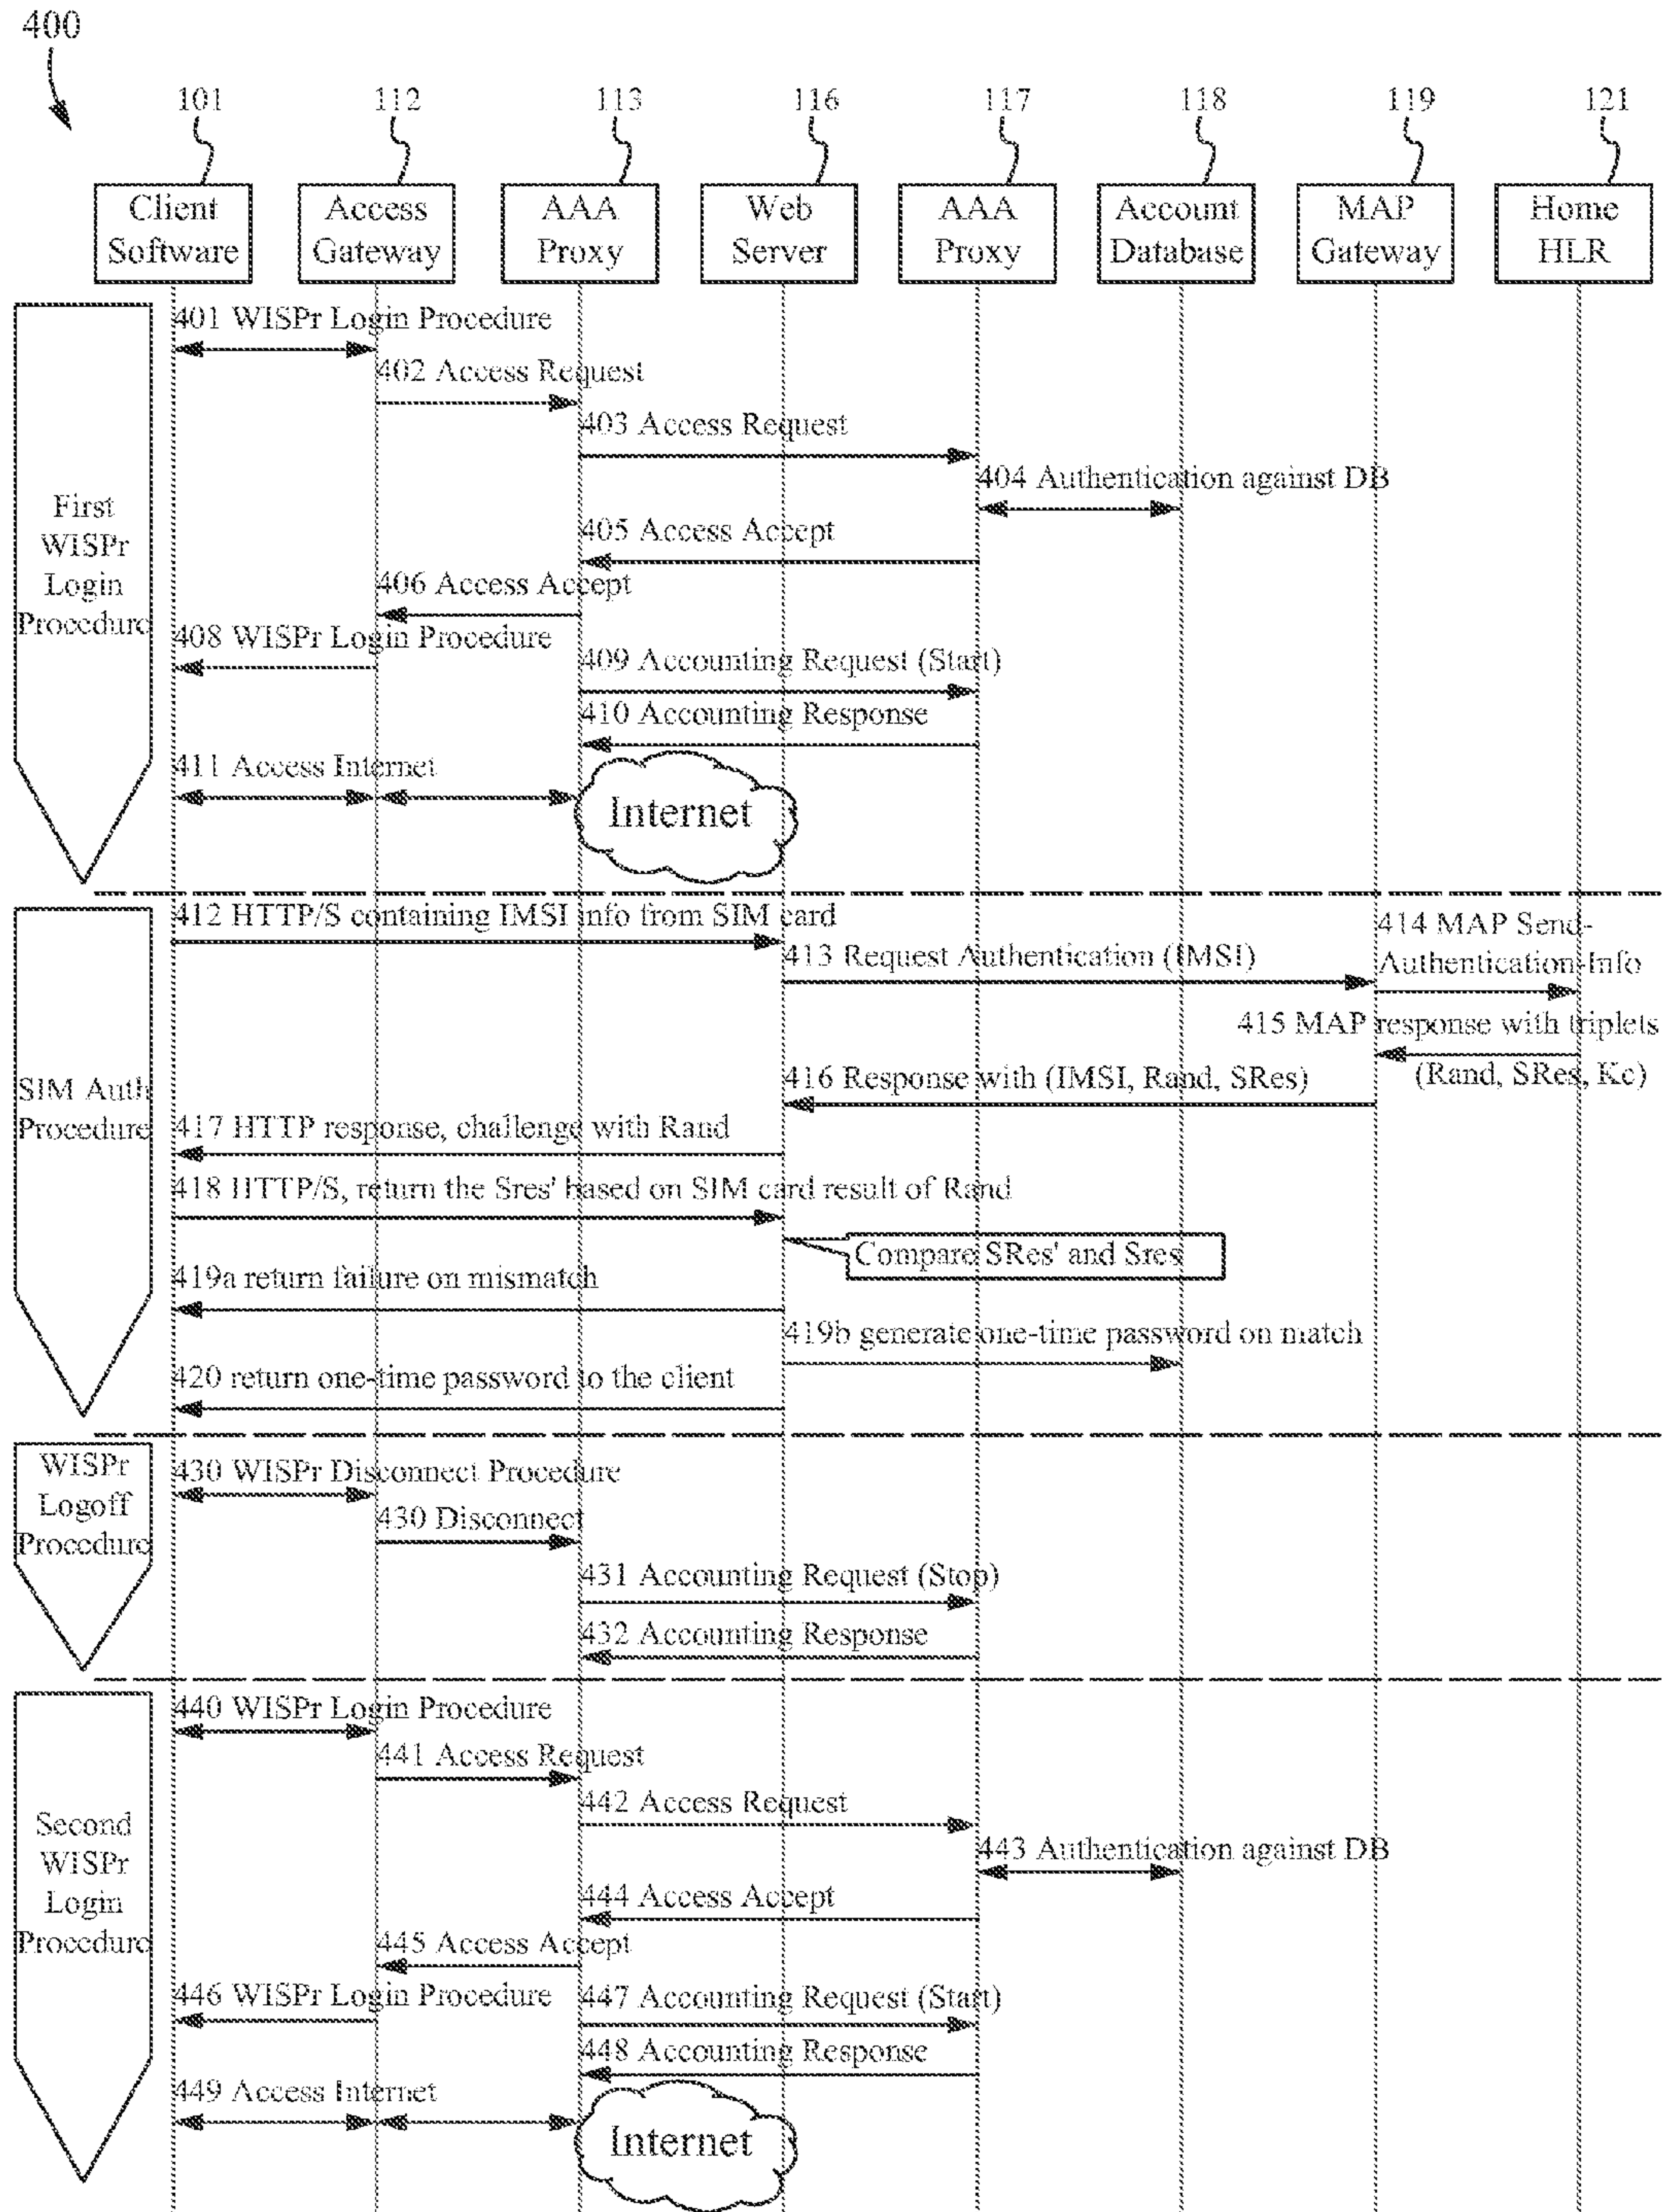 400
101
112
113
116
117
118
119
121
Client
Software
Access
Gateway
AAA
Proxy
Web
Server
AAA
Proxy
Account
Database
MAP
Gateway
Home
HLR
First
WISPr
Login
Procedure
401 WISPr Login Procedure
402 Access Request
403 Access Request
404 Authentication against DB
405 Access Accept
406 Access Accept
408 WISPr Login Procedure
409 Accounting Request (Start)
410 Accounting Response
411 Access Internet
Internet
SIM Auth
Procedure
412 HTTP/S containing IMSI info from SIM card
413 Request Authentication (IMSI)
414 MAP Send-
Authentication-Info
415 MAP response with triplets
(Rand, SRes, Kc)
416 Response with (IMSI, Rand, SRes)
417 HTTP response, challenge with Rand
418 HTTP/S, return the Sres' based on SIM card result of Rand
Compare SRes' and Sres
419a return failure on mismatch
419b generate one-time password on match
420 return one-time password to the client
WISPr
Logoff
Procedure
430 WISPr Disconnect Procedure
430 Disconnect
431 Accounting Request (Stop)
432 Accounting Response
Second
WISPr
Login
Procedure
440 WISPr Login Procedure
441 Access Request
442 Access Request
443 Authentication against DB
444 Access Accept
445 Access Accept
446 WISPr Login Procedure
447 Accounting Request (Start)
448 Accounting Response
449 Access Internet
Internet